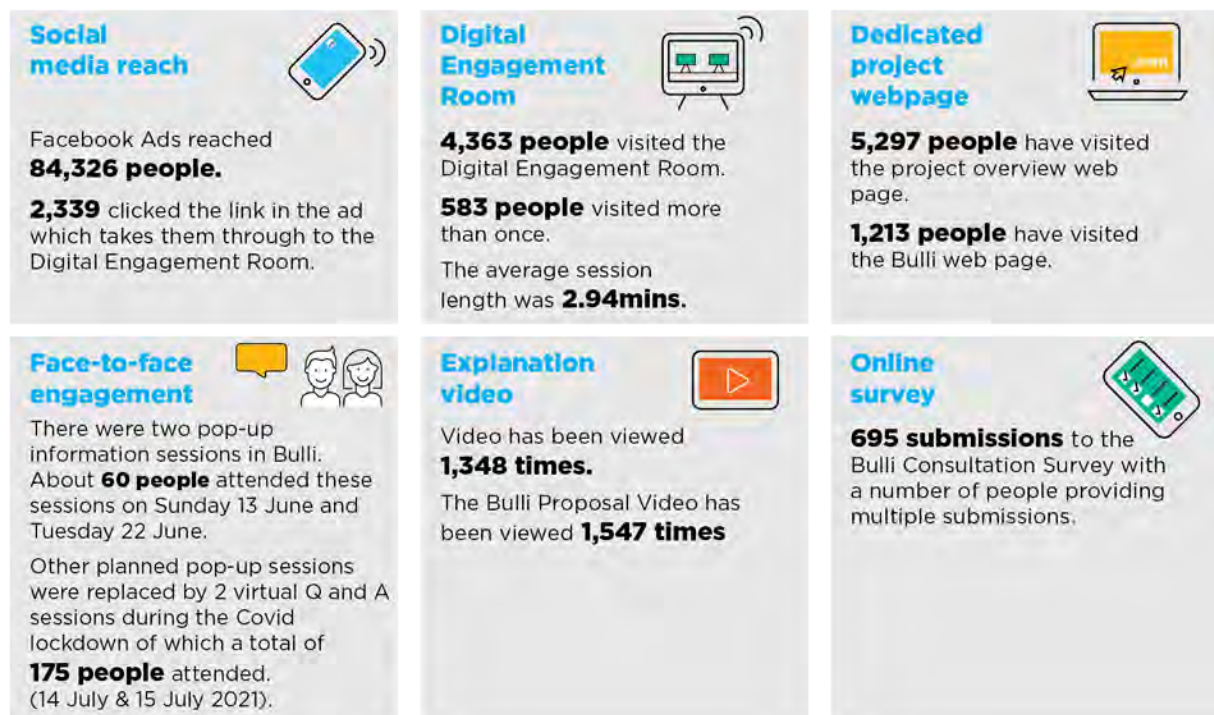 Social
media reach
Facebook Ads reached
84,326 people.
2,339 clicked the link in the ad
which takes them through to the
Digital Engagement Room.
Digital
Engagement
Room
4,363 people visited the
Digital Engagement Room.
583 people visited more
than once.
The average session
length was 2.94mins.
Dedicated
project
webpage
.com
5,297 people have visited
the project overview web
page.
1,213 people have visited
the Bulli web page.
Face-to-face
engagement
There were two pop-up
information sessions in Bulli.
About 60 people attended these
sessions on Sunday 13 June and
Tuesday 22 June.
Other planned pop-up sessions
were replaced by 2 virtual Q and A
sessions during the Covid
lockdown of which a total of
175 people attended.
(14 July & 15 July 2021).
Explanation
video
Video has been viewed
1,348 times.
The Bulli Proposal Video has
been viewed 1,547 times
Online
survey
695 submissions to the
Bulli Consultation Survey with
a number of people providing
multiple submissions.